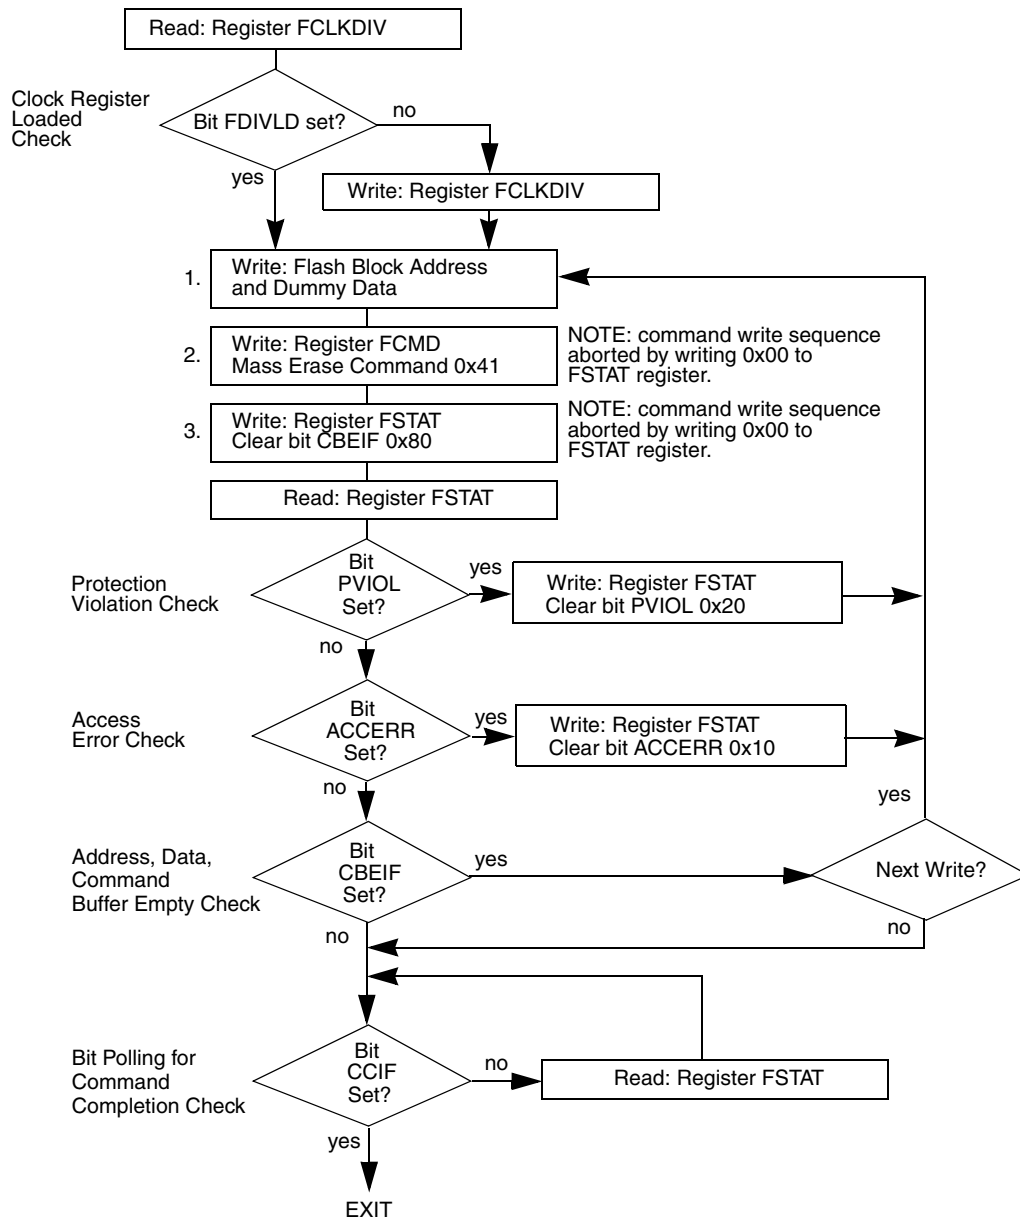 Read: Register FCLKDIV
Clock Register
Loaded
Check
Bit FDIVLD set?
no
yes
Write: Register FCLKDIV
1.
Write: Flash Block Address
and Dummy Data
2.
Write: Register FCMD
Mass Erase Command 0x41
NOTE: command write sequence
aborted by writing 0x00 to
FSTAT register.
3.
Write: Register FSTAT
Clear bit CBEIF 0x80
NOTE: command write sequence
aborted by writing 0x00 to
FSTAT register.
Read: Register FSTAT
Protection
Violation Check
Bit
PVIOL
Set?
yes
Write: Register FSTAT
Clear bit PVIOL 0x20
no
Access
Error Check
Bit
ACCERR
Set?
yes
Write: Register FSTAT
Clear bit ACCERR 0x10
no
yes
Address, Data,
Command
Buffer Empty Check
Bit
CBEIF
Set?
yes
Next Write?
no
no
Bit Polling for
Command
Completion Check
Bit
CCIF
Set?
no
Read: Register FSTAT
yes
EXIT